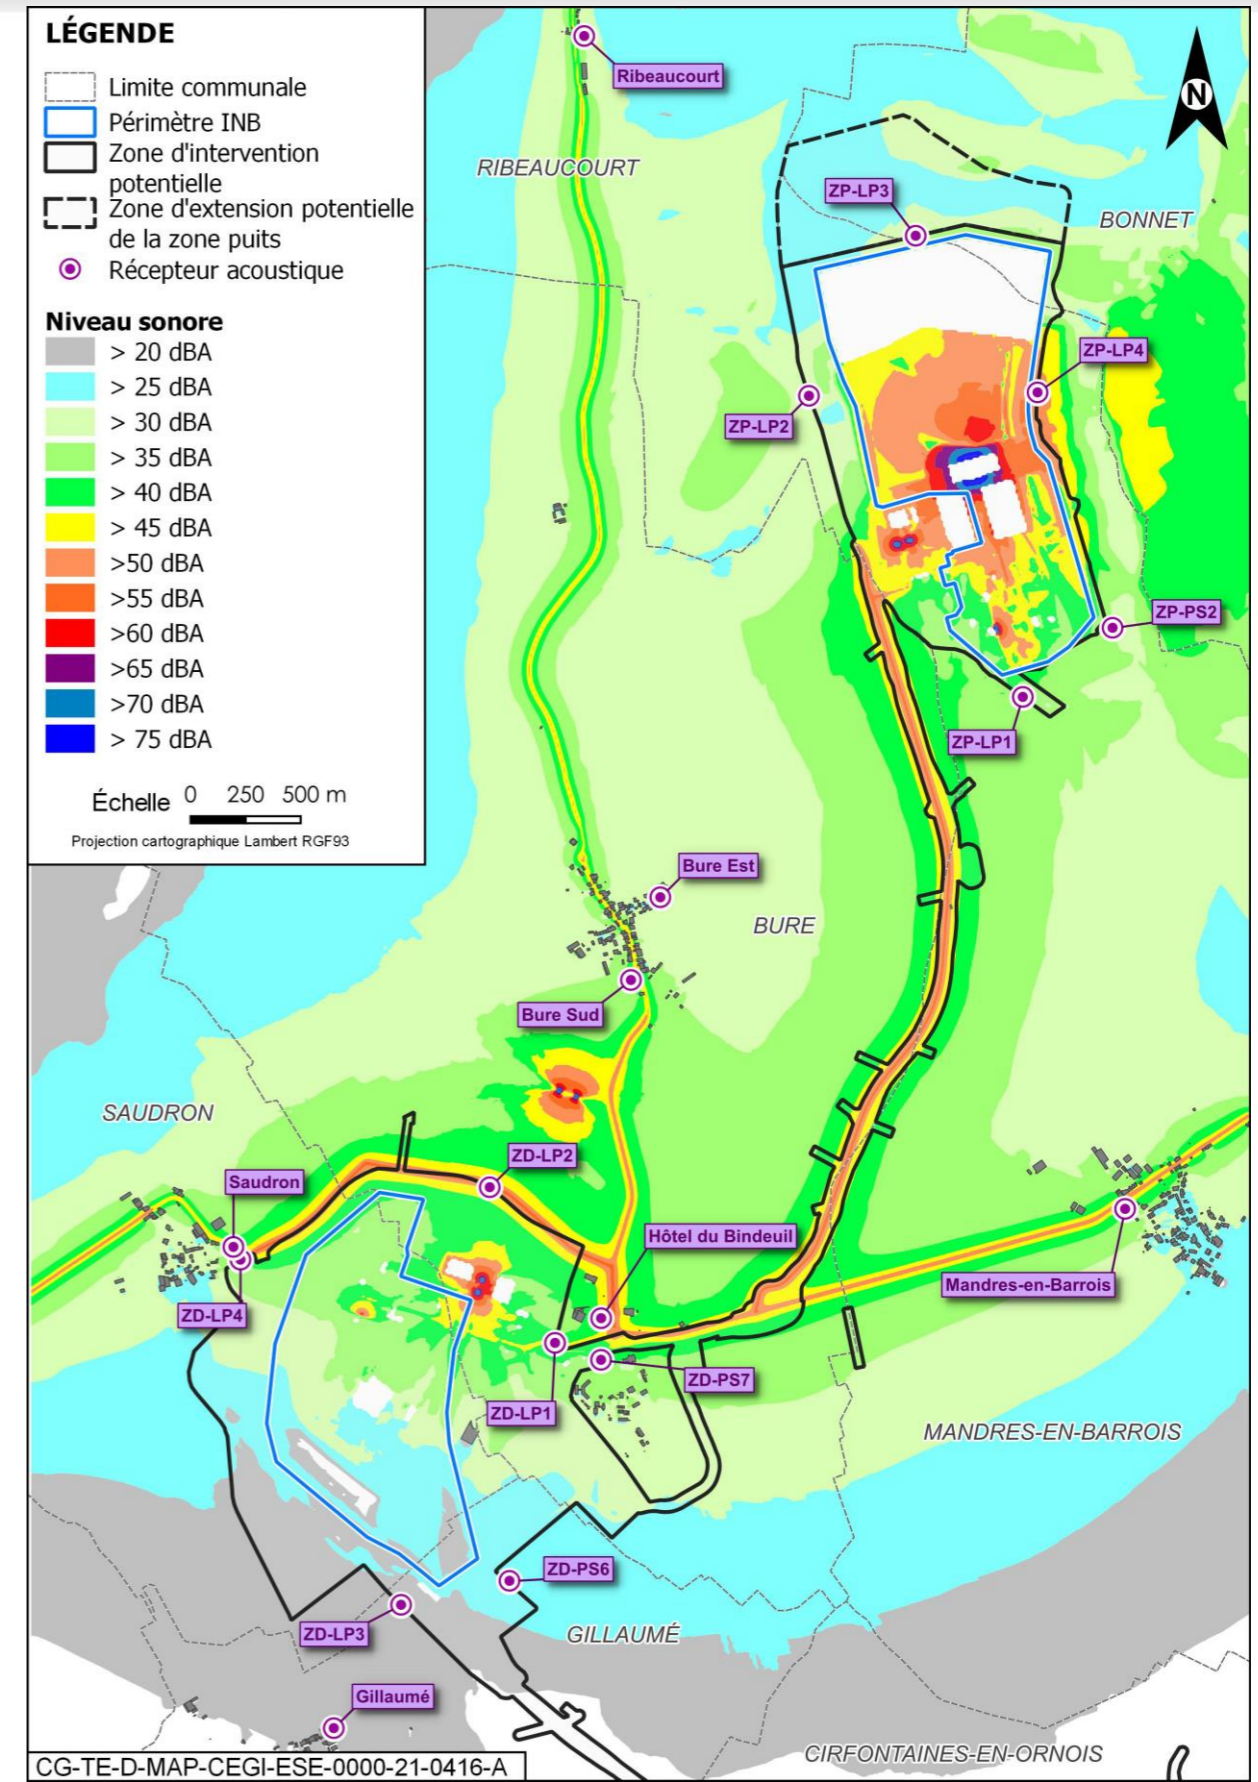 LÉGENDE
Limite communale
Périmètre INB
Zone d'intervention
potentielle
Zone d'extension potentielle
de la zone puits
Récepteur acoustique
Niveau sonore
> 20 dBA
> 25 dBA
> 30 dBA
> 35 dBA
> 40 dBA
> 45 dBA
>50 dBA
>55 dBA
>60 dBA
>65 dBA
>70 dBA
> 75 dBA
Échelle 0 250 500 m
Projection cartographique Lambert RGF93
N
Ribeaucourt
RIBEAUCOURT
ZP-LP3
BONNET
ZP-LP4
ZP-LP2
ZP-PS2
ZP-LP1
Bure Est
BURE
Bure Sud
SAUDRON
ZD-LP2
Saudron
Hôtel du Bindeuil
Mandres-en-Barrois
ZD-LP4
ZD-PS7
ZD-LP1
MANDRES-EN-BARROIS
ZD-PS6
ZD-LP3
GILLAUMÉ
Gillaumé
CIRFONTAINES-EN-ORNOIS
CG-TE-D-MAP-CEGI-ESE-0000-21-0416-A